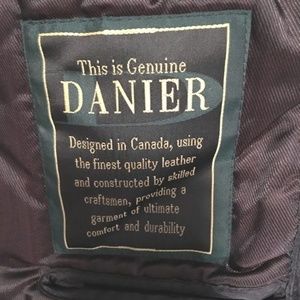 This is Genuine
DANIER
Designed in Canada, using
the finest quality leather
and constructed by skilled
craftsmen, providing a
garment of ultimate
comfort and durability